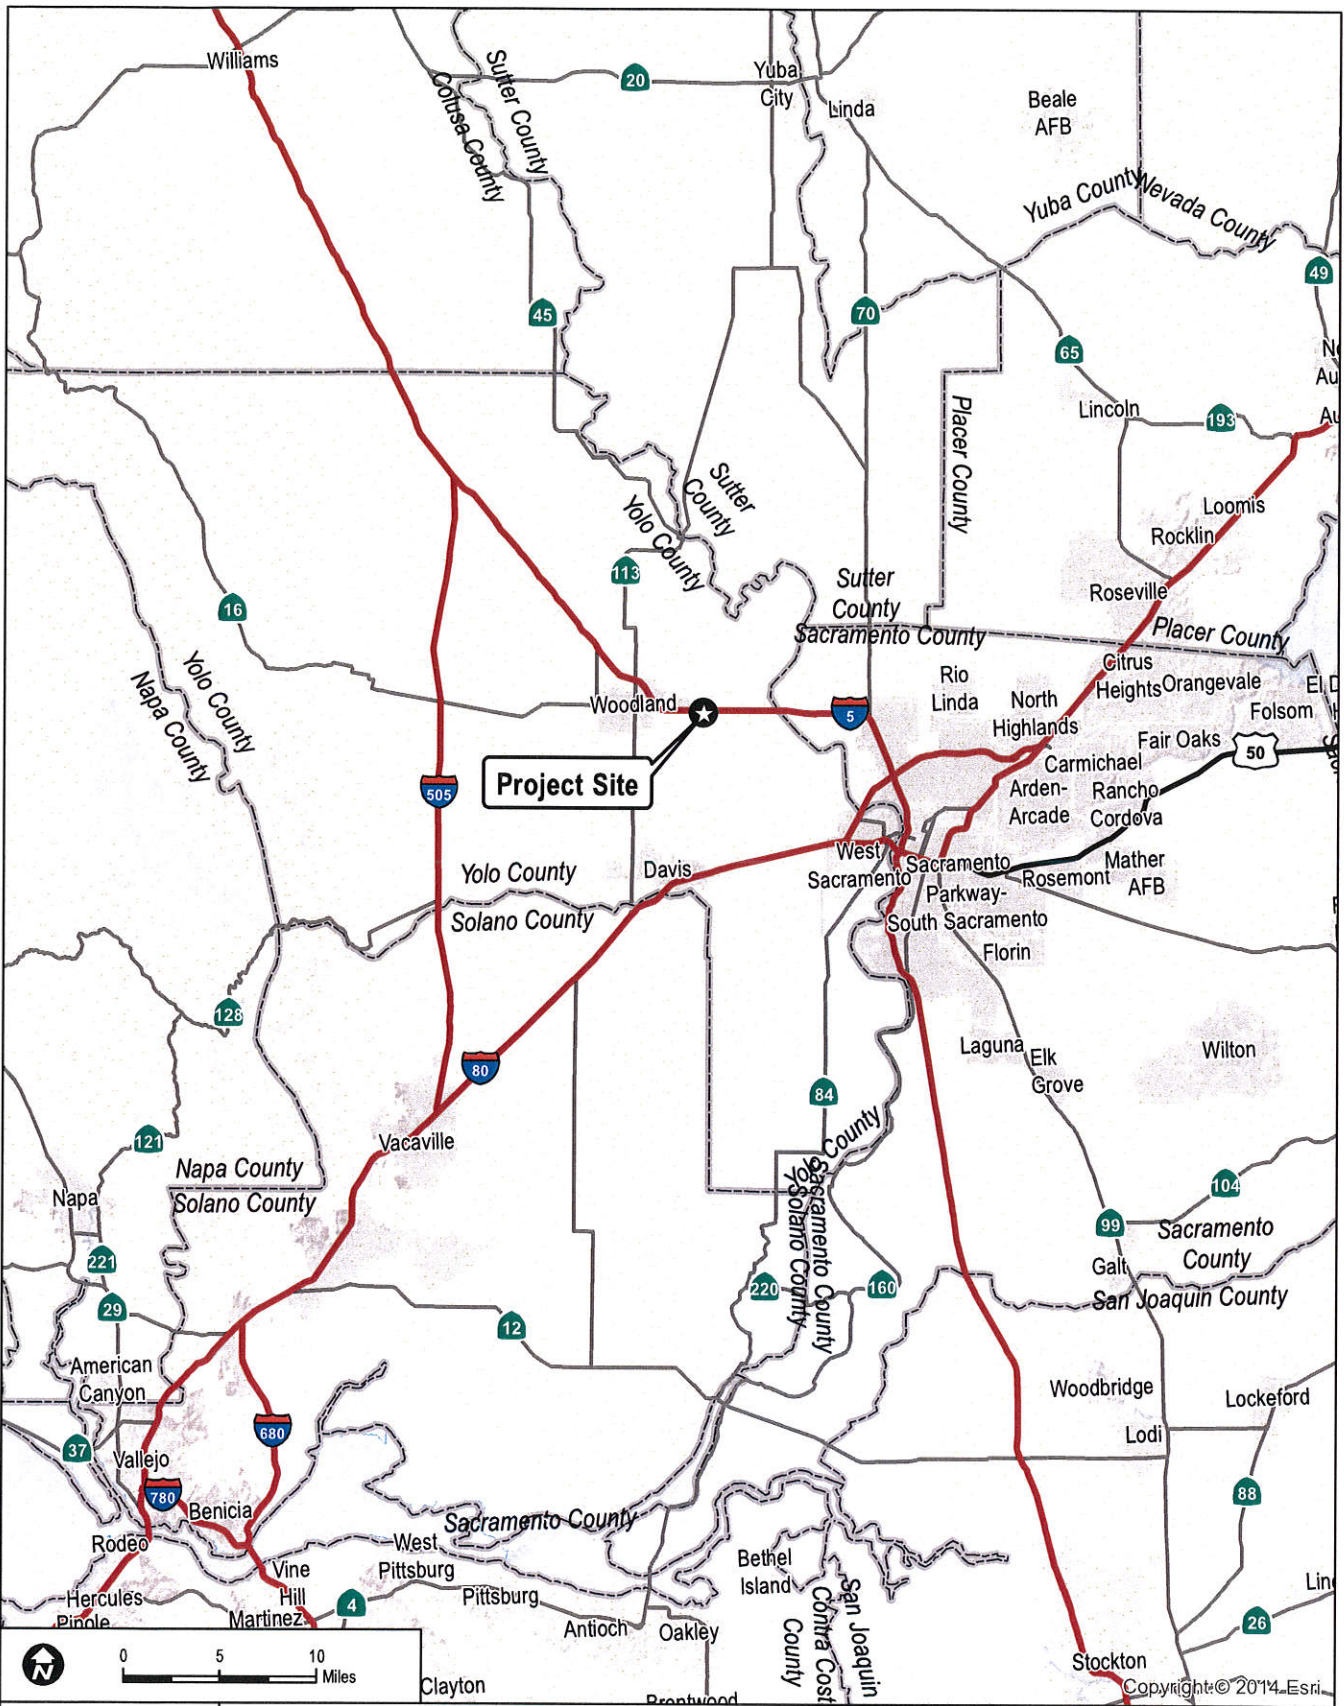 Williams
20
Yuba
City
Linda
Beale
AFB
Sutter County
Colusa County
Yuba County
Nevada County
49
45
70
65
Placer County
Lincoln
193
Sutter
County
Yolo County
Loomis
Rocklin
113
Sutter
County
Roseville
16
Sacramento County
Placer County
Yolo County
Napa County
Rio
Linda
Citrus
Heights
Orangevale
Woodland
North
Highlands
Folsom
5
Fair Oaks
50
Carmichael
Project Site
505
Arden-
Arcade
Rancho
Cordova
West
Sacramento
Sacramento
Mather
AFB
Yolo County
Davis
Rosemont
Solano County
Parkway-
South Sacramento
Florin
128
Laguna
Elk
Grove
Wilton
80
84
121
Vacaville
Yolo County
Sacramento County
Solano County
Napa County
Solano County
Napa
104
99
Sacramento
County
221
Galt
220
160
29
San Joaquin County
12
American
Canyon
Woodbridge
Lockeford
680
37
Lodi
Vallejo
780
88
Benicia
Sacramento County
Rodeo
West
Pittsburg
Vine
Hill
Bethel
Island
Hercules
Pinole
Martinez
4
Pittsburg
San Joaquin
Contra Cost
County
Antioch
Oakley
26
N
0 5 10
Miles
Clayton
Brentwood
Stockton
Copyright:© 2014 Esri